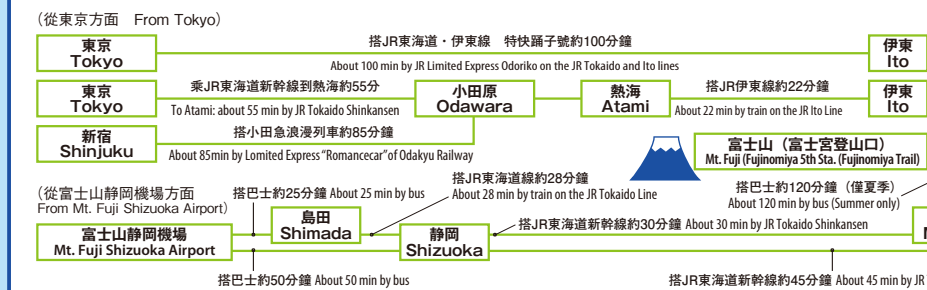 (從東京方面 From Tokyo)
東京
Tokyo
搭JR東海道・伊東線 特快踊子號約100分鐘
About 100 min by JR Limited Express Odoriko on the JR Tokaido and Ito lines
伊東
Ito
東京
Tokyo
乘JR東海道新幹線到熱海約55分
To Atami: about 55 min by JR Tokaido Shinkansen
小田原
Odawara
熱海
Atami
搭JR伊東線約22分鐘
About 22 min by train on the JR Ito Line
伊東
Ito
新宿
Shinjuku
搭小田急浪漫列車約85分鐘
About 85min by Lomited Express "Romancecar" of Odakyu Railway
富士山（富士宮登山口）
Mt. Fuji (Fujinomiya 5th Sta. (Fujinomiya Trail)
(從富士山静岡機場方面
From Mt. Fuji Shizuoka Airport)
搭巴士約25分鐘 About 25 min by bus
搭JR東海道線約28分鐘
About 28 min by train on the JR Tokaido Line
搭巴士約120分鐘（僅夏季）
About 120 min by bus (Summer only)
富士山静岡機場
Mt. Fuji Shizuoka Airport
島田
Shimada
静岡
Shizuoka
搭JR東海道新幹線約30分鐘 About 30 min by JR Tokaido Shinkansen
搭巴士約50分鐘 About 50 min by bus
搭JR東海道新幹線約45分鐘 About 45 min by JR